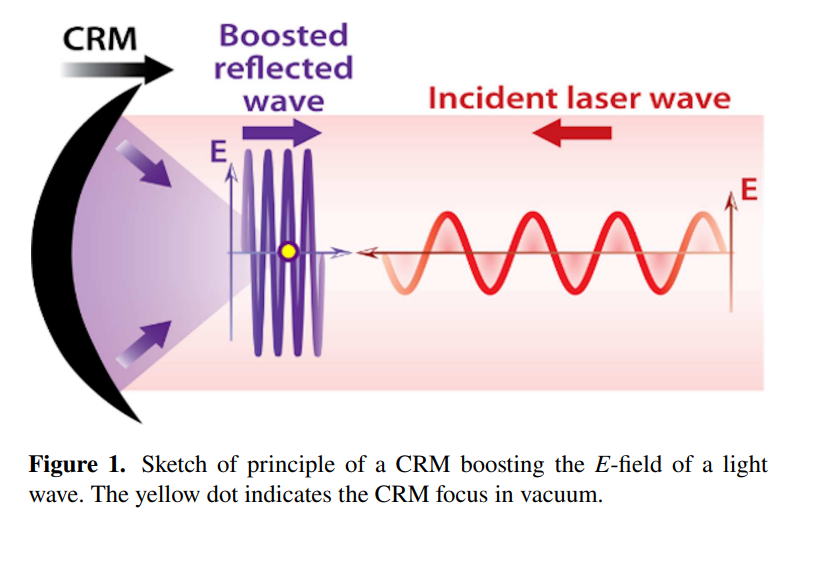 CRM
Boosted
reflected
wave
Incident laser wave
E
E
Figure 1. Sketch of principle of a CRM boosting the E-field of a light
wave. The yellow dot indicates the CRM focus in vacuum.